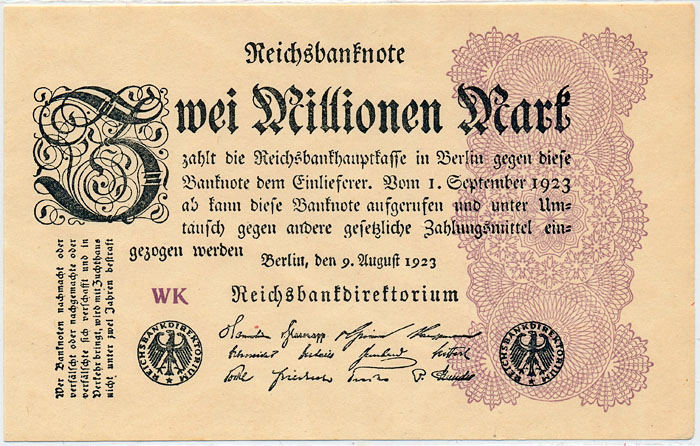 Reichsbanknote
Zwei Millionen Mark
zahlt die Reichsbankhauptkasse in Berlin gegen diese
Banknote dem Einlieferer. Vom 1. September 1923
ab kann diese Banknote aufgerufen und unter Um=
tausch gegen andere gesetzliche Zahlungsmittel ein=
gezogen werden
Berlin, den 9. August 1923
WK
Reichsbankdirektorium
Wer Banknoten nachmacht oder
verfälscht oder nachgemachte oder
verfälschte sich verschafft und in
Verkehr bringt, wird mit Zuchthaus
nicht unter zwei Jahren bestraft
REICHSBANKDIREKTORIUM
REICHSBANKDIREKTORIUM